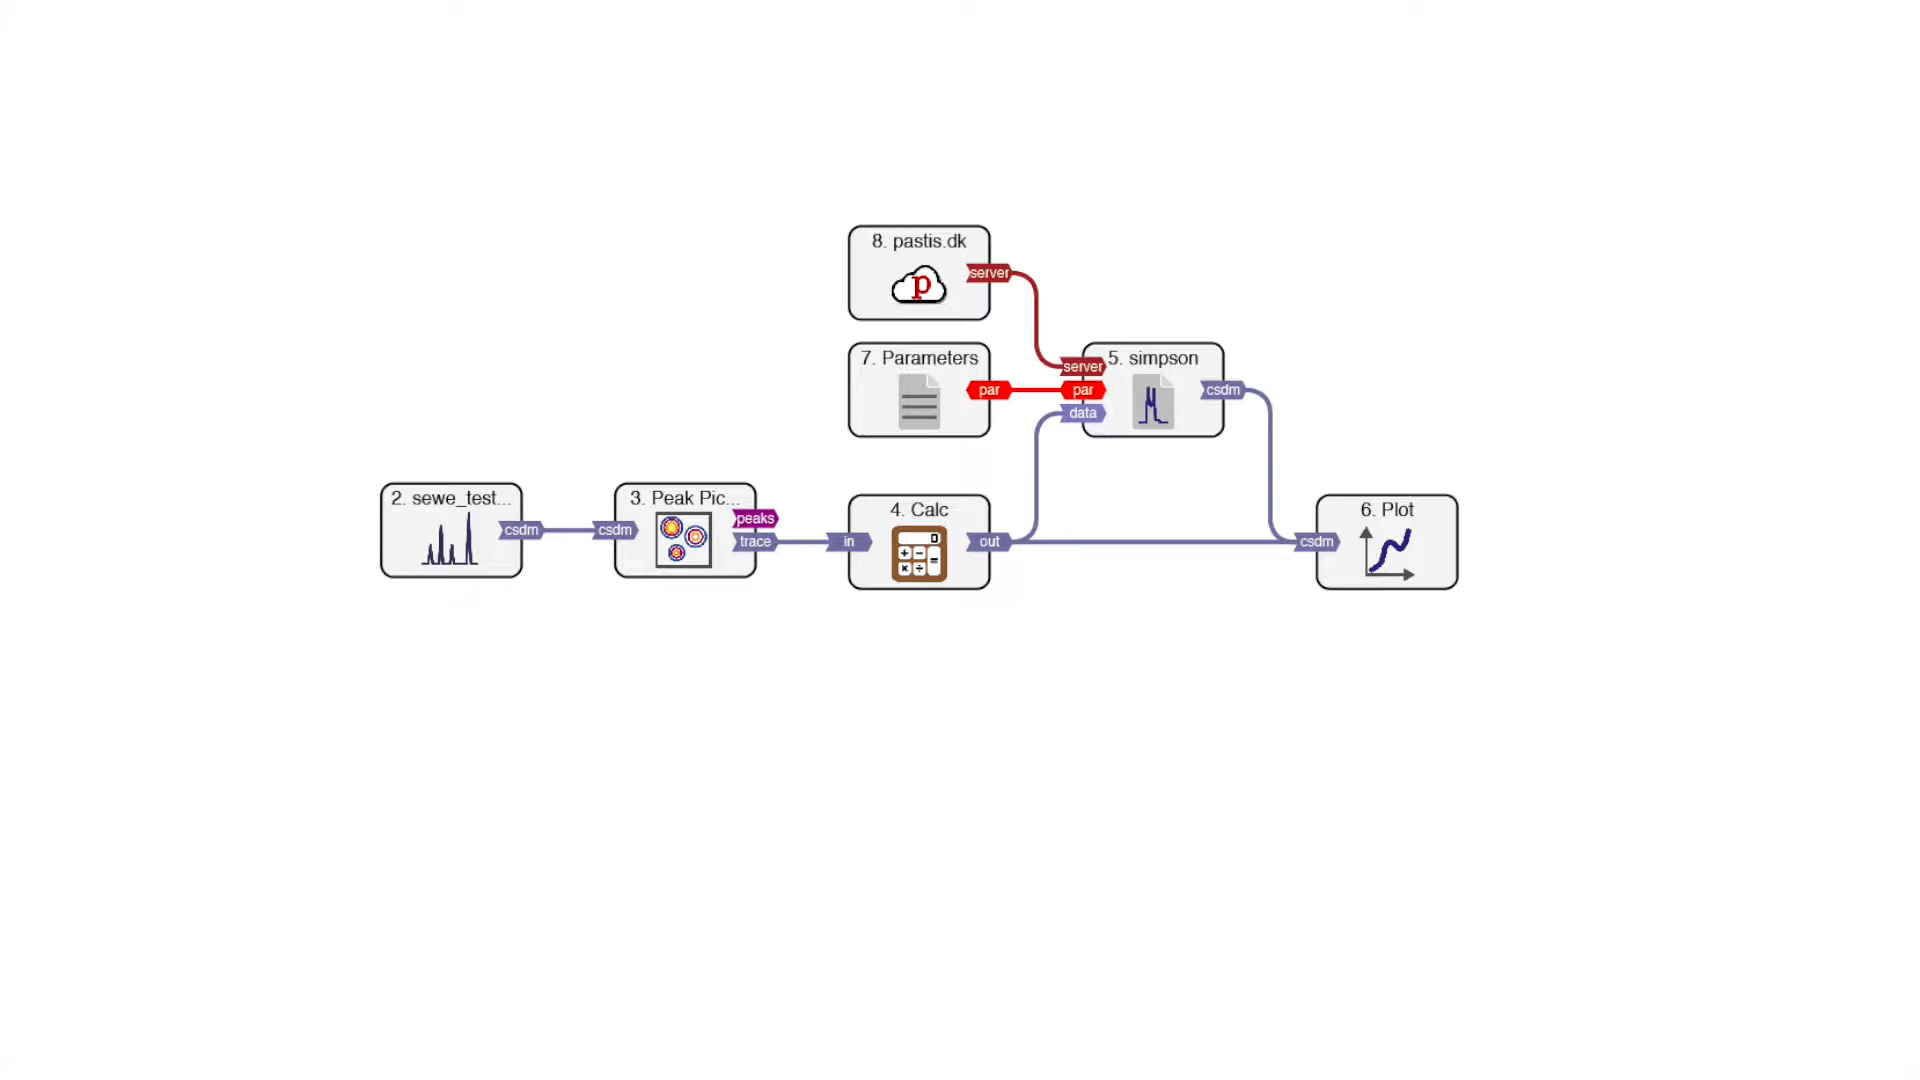 8. pastis.dk
p
server
7. Parameters
par
server
par
data
5. simpson
csdm
2. sewe_test...
csdm
csdm
3. Peak Pic...
peaks
trace
in
4. Calc
0
+ −
× ÷ =
out
csdm
6. Plot